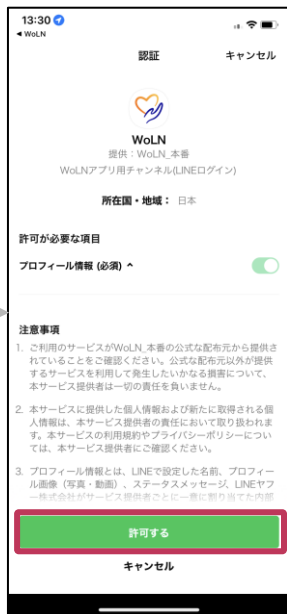 13:30
◀ WoLN
認証
キャンセル
WoLN
提供：WoLN_本番
WoLNアプリ用チャンネル(LINEログイン)
所在国・地域： 日本
許可が必要な項目
プロフィール情報 (必須)
注意事項
1. ご利用のサービスがWoLN_本番の公式な配布元から提供さ
れていることをご確認ください。公式な配布元以外が提供
するサービスを利用して発生したいかなる損害について、
本サービス提供者は一切の責任を負いません。
2. 本サービスに提供した個人情報および新たに取得される個
人情報は、本サービス提供者の責任において取り扱われま
す。本サービスの利用規約やプライバシーポリシーについ
ては、本サービス提供者にご確認ください。
3. プロフィール情報とは、LINEで設定した名前、プロフィー
ル画像（写真・動画）、ステータスメッセージ、LINEヤフ
ー株式会社がサービス提供者ごとに一意に割り当てた内部
許可する
キャンセル